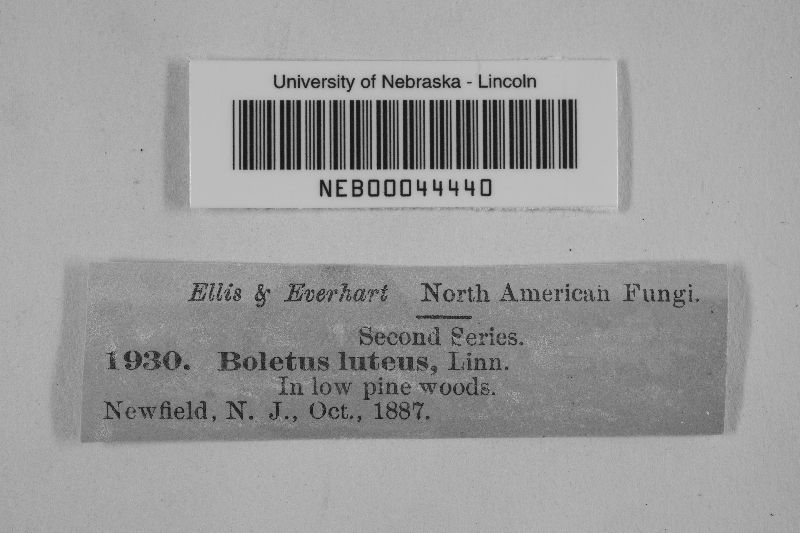 University of Nebraska - Lincoln
NEB00044440
Ellis & Everhart North American Fungi.
Second Series.
1930. Boletus luteus, Linn.
In low pine woods.
Newfield, N. J., Oct., 1887.